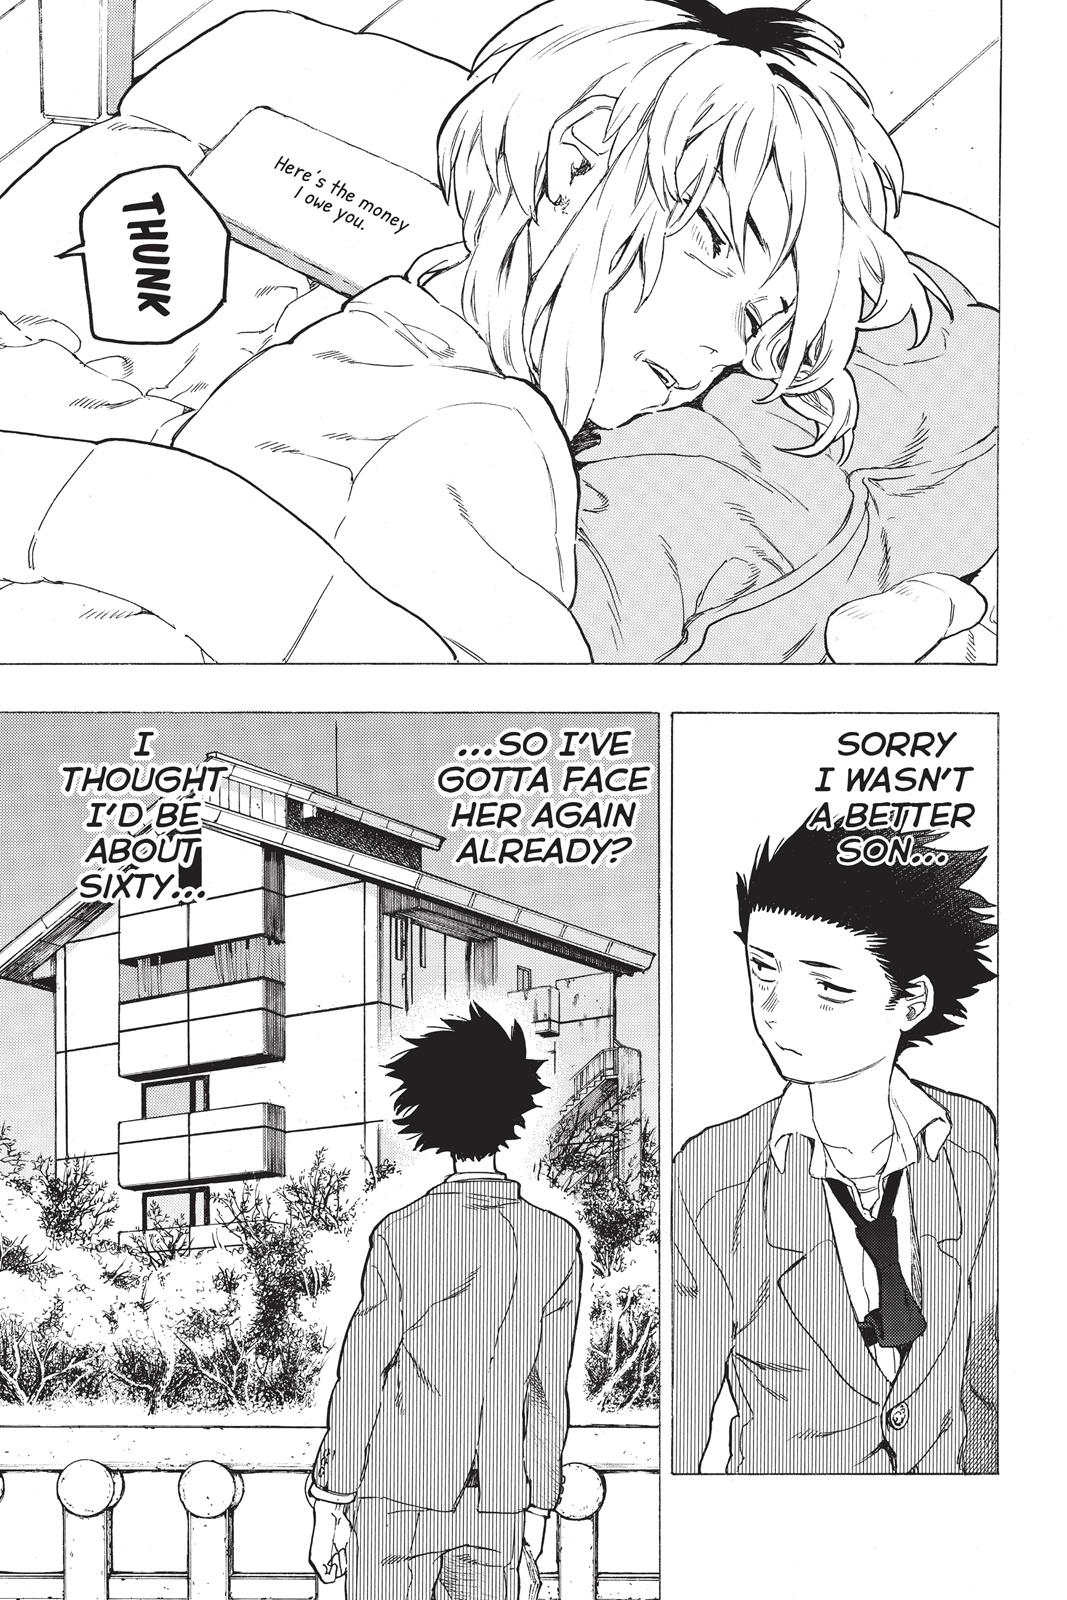 Here's the money
I owe you.
THUNK
SORRY
I WASN'T
A BETTER
SON...
...SO I'VE
GOTTA FACE
HER AGAIN
ALREADY?
I
THOUGHT
I'D BE
ABOUT
SIXTY...